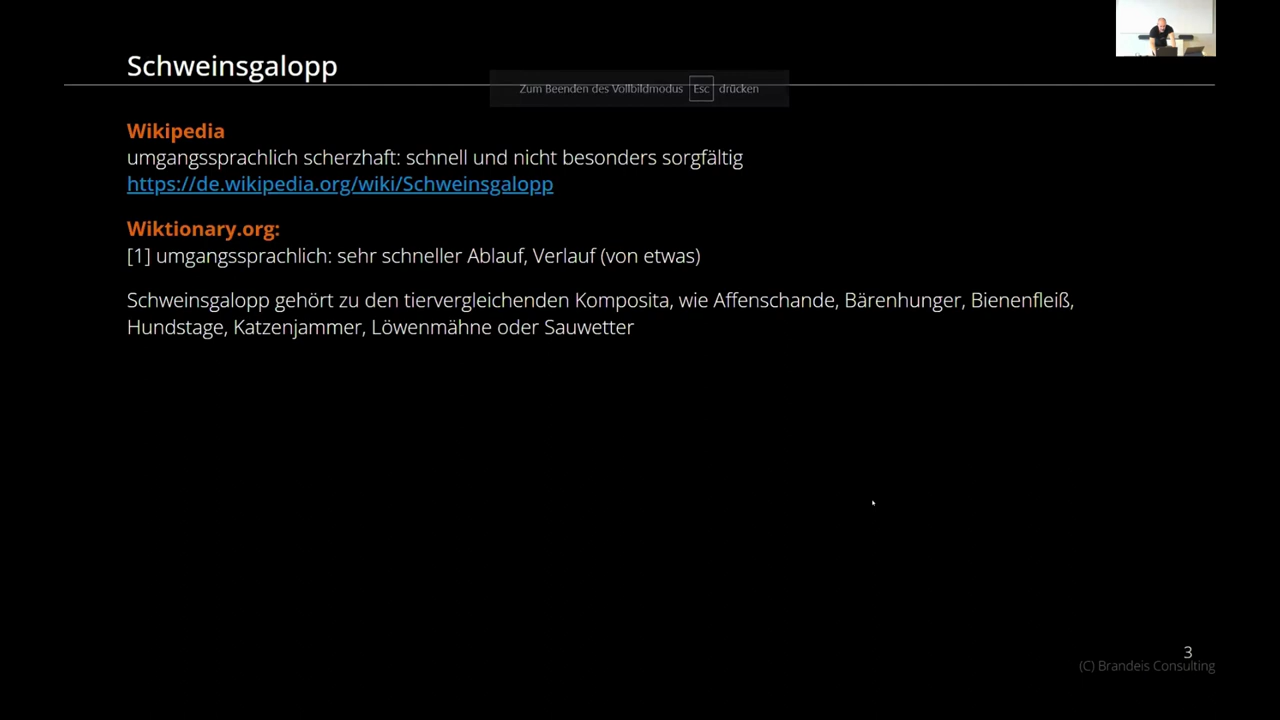 Schweinsgalopp
Zum Beenden des Vollbildmodus Esc drücken
Wikipedia
umgangssprachlich scherzhaft: schnell und nicht besonders sorgfältig
https://de.wikipedia.org/wiki/Schweinsgalopp
Wiktionary.org:
[1] umgangssprachlich: sehr schneller Ablauf, Verlauf (von etwas)
Schweinsgalopp gehört zu den tiervergleichenden Komposita, wie Affenschande, Bärenhunger, Bienenfleiß,
Hundstage, Katzenjammer, Löwenmähne oder Sauwetter
3
(C) Brandeis Consulting